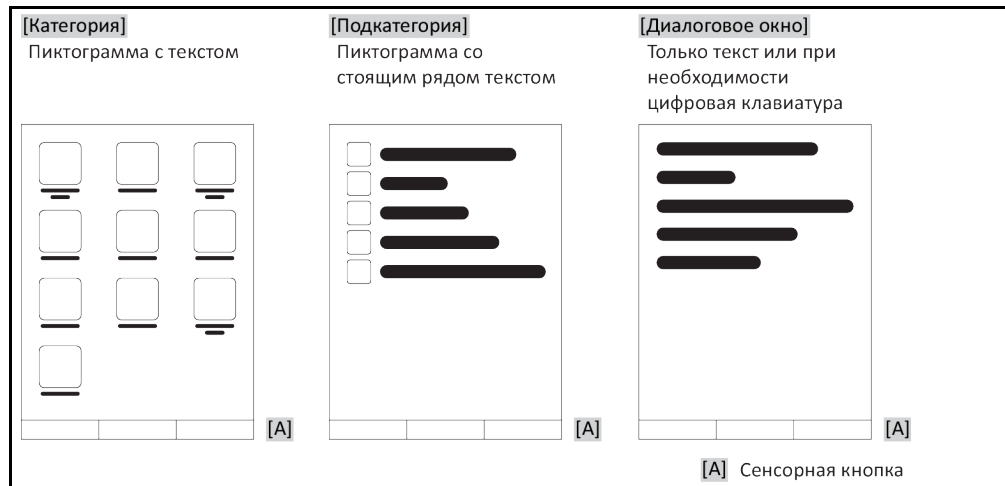 [Категория]
Пиктограмма с текстом
[Подкатегория]
Пиктограмма со
стоящим рядом текстом
[Диалоговое окно]
Только текст или при
необходимости
цифровая клавиатура
[A]
[A]
[A]
[A] Сенсорная кнопка